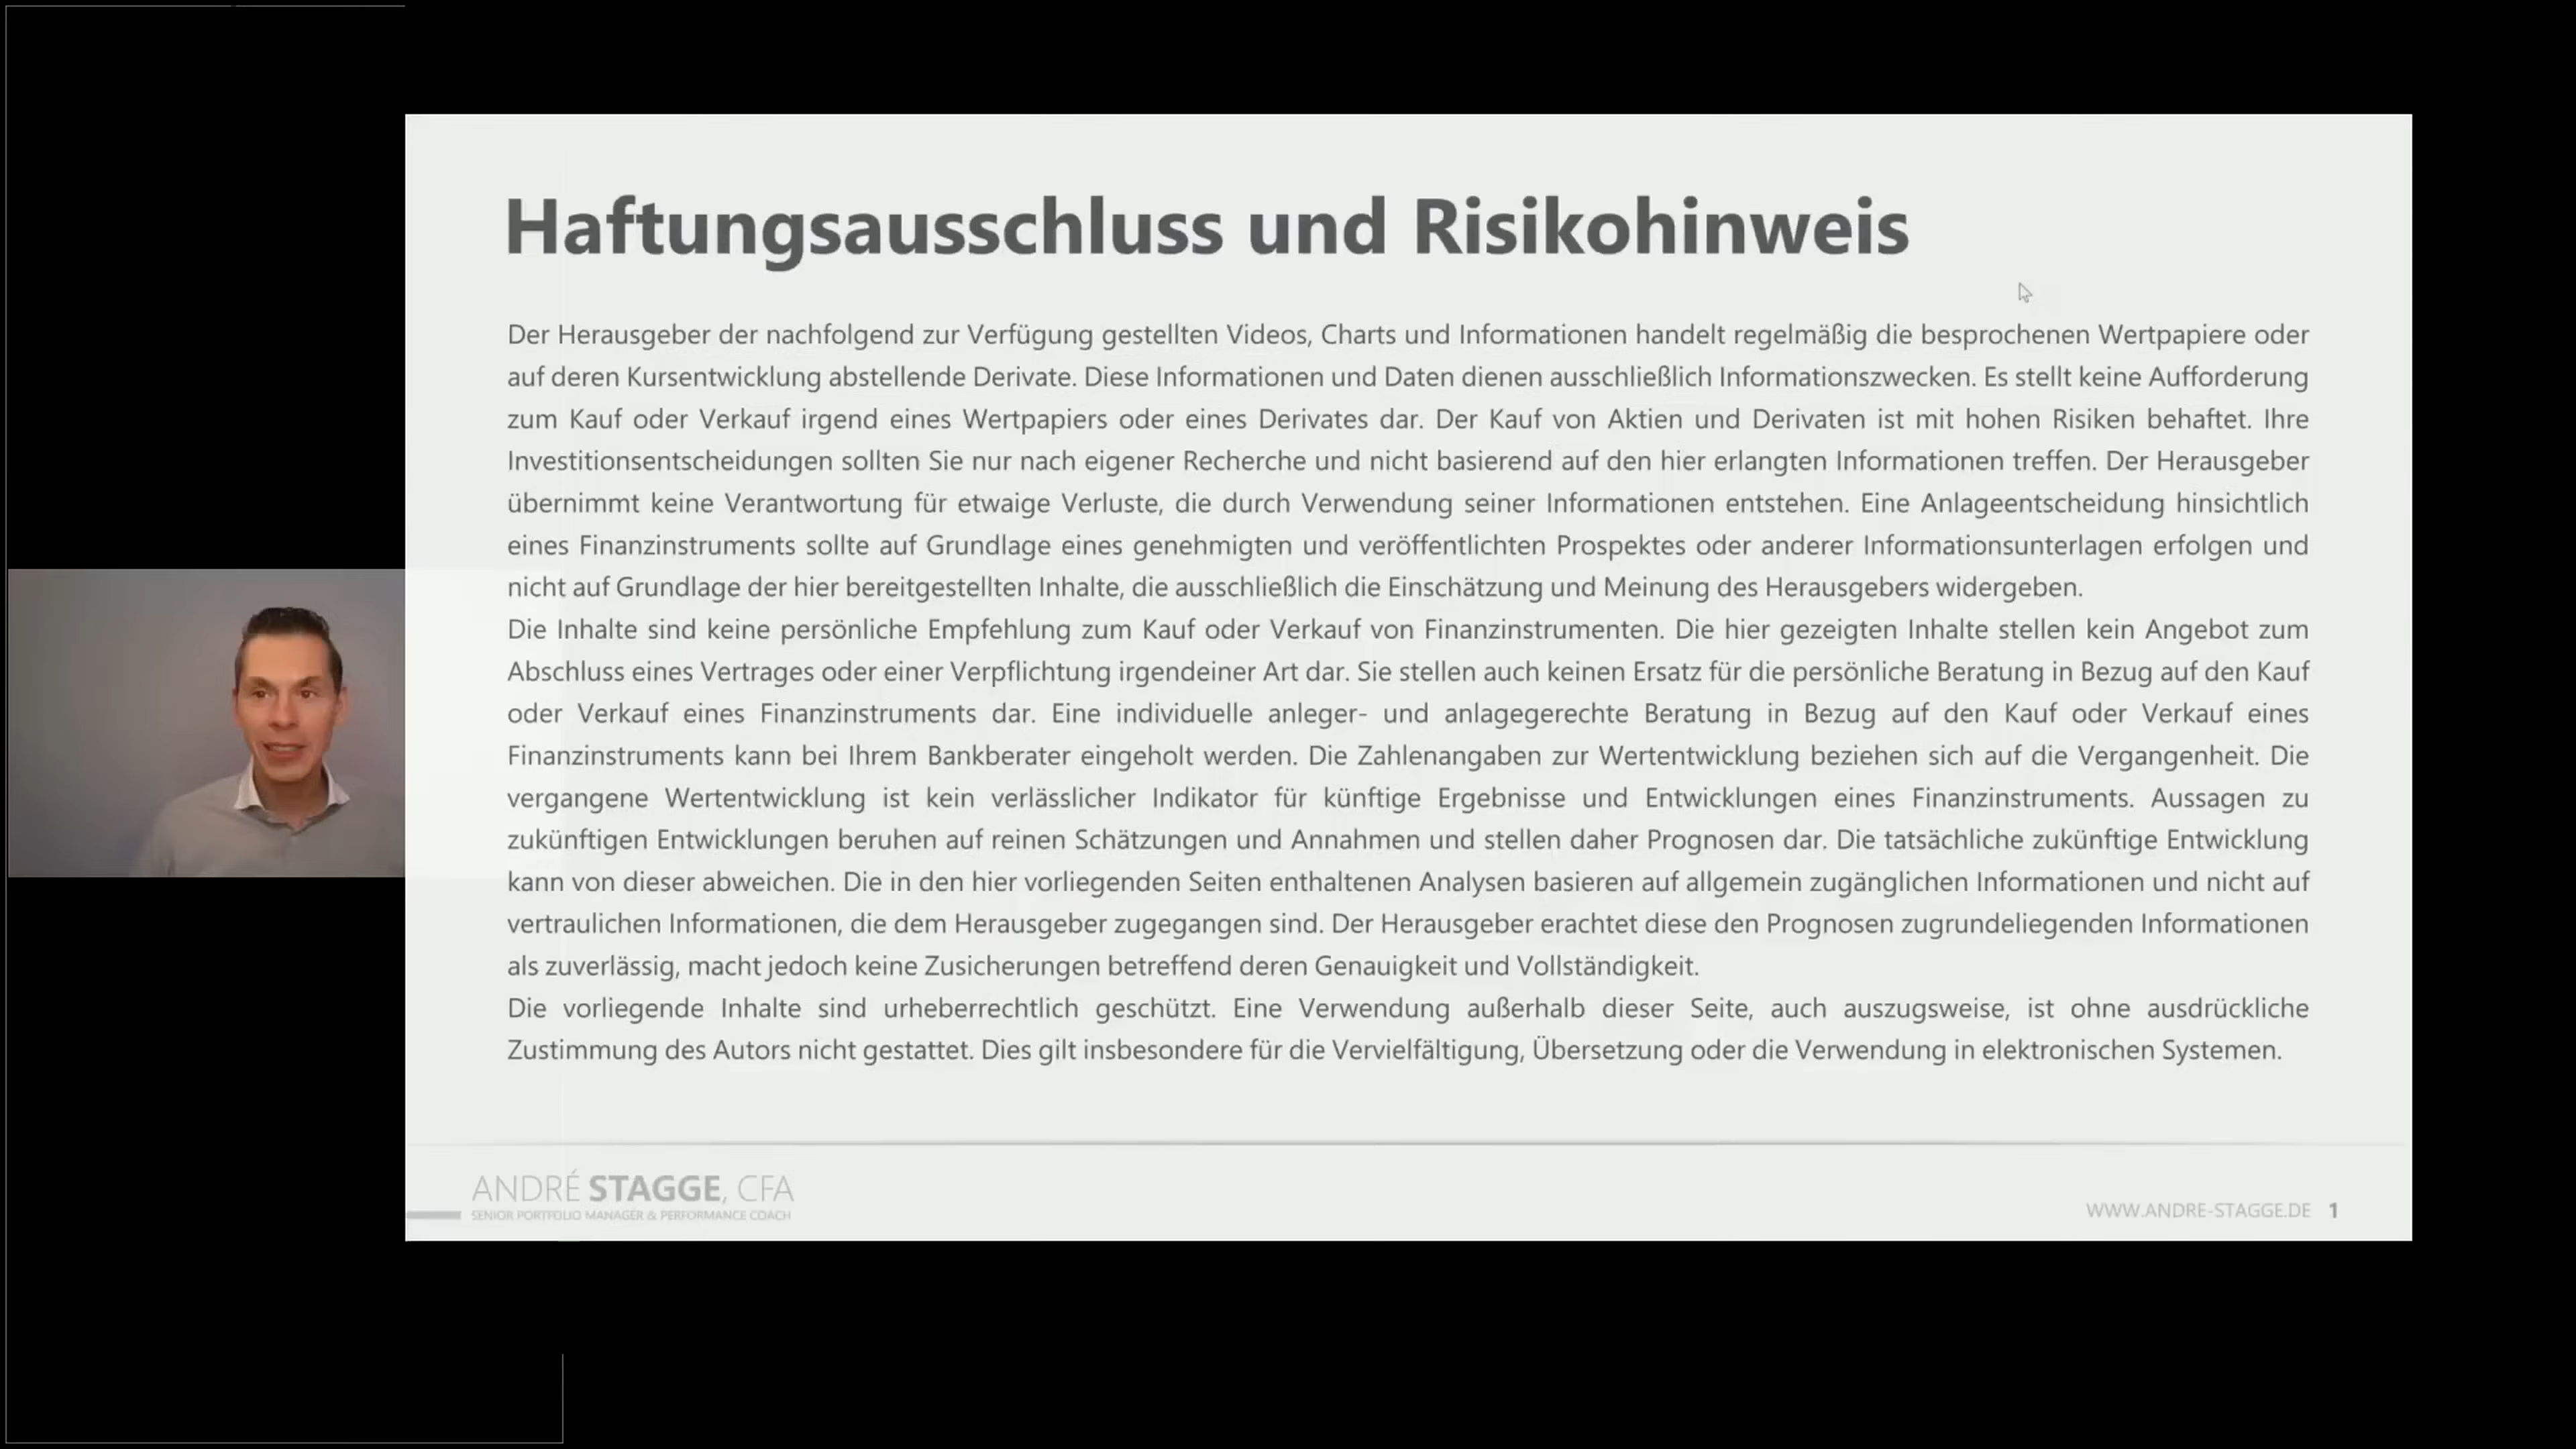 Haftungsausschluss und Risikohinweis
Der Herausgeber der nachfolgend zur Verfügung gestellten Videos, Charts und Informationen handelt regelmäßig die besprochenen Wertpapiere oder
auf deren Kursentwicklung abstellende Derivate. Diese Informationen und Daten dienen ausschließlich Informationszwecken. Es stellt keine Aufforderung
zum Kauf oder Verkauf irgend eines Wertpapiers oder eines Derivates dar. Der Kauf von Aktien und Derivaten ist mit hohen Risiken behaftet. Ihre
Investitionsentscheidungen sollten Sie nur nach eigener Recherche und nicht basierend auf den hier erlangten Informationen treffen. Der Herausgeber
übernimmt keine Verantwortung für etwaige Verluste, die durch Verwendung seiner Informationen entstehen. Eine Anlageentscheidung hinsichtlich
eines Finanzinstruments sollte auf Grundlage eines genehmigten und veröffentlichten Prospektes oder anderer Informationsunterlagen erfolgen und
nicht auf Grundlage der hier bereitgestellten Inhalte, die ausschließlich die Einschätzung und Meinung des Herausgebers widergeben.
Die Inhalte sind keine persönliche Empfehlung zum Kauf oder Verkauf von Finanzinstrumenten. Die hier gezeigten Inhalte stellen kein Angebot zum
Abschluss eines Vertrages oder einer Verpflichtung irgendeiner Art dar. Sie stellen auch keinen Ersatz für die persönliche Beratung in Bezug auf den Kauf
oder Verkauf eines Finanzinstruments dar. Eine individuelle anleger- und anlagegerechte Beratung in Bezug auf den Kauf oder Verkauf eines
Finanzinstruments kann bei Ihrem Bankberater eingeholt werden. Die Zahlenangaben zur Wertentwicklung beziehen sich auf die Vergangenheit. Die
vergangene Wertentwicklung ist kein verlässlicher Indikator für künftige Ergebnisse und Entwicklungen eines Finanzinstruments. Aussagen zu
zukünftigen Entwicklungen beruhen auf reinen Schätzungen und Annahmen und stellen daher Prognosen dar. Die tatsächliche zukünftige Entwicklung
kann von dieser abweichen. Die in den hier vorliegenden Seiten enthaltenen Analysen basieren auf allgemein zugänglichen Informationen und nicht auf
vertraulichen Informationen, die dem Herausgeber zugegangen sind. Der Herausgeber erachtet diese den Prognosen zugrundeliegenden Informationen
als zuverlässig, macht jedoch keine Zusicherungen betreffend deren Genauigkeit und Vollständigkeit.
Die vorliegende Inhalte sind urheberrechtlich geschützt. Eine Verwendung außerhalb dieser Seite, auch auszugsweise, ist ohne ausdrückliche
Zustimmung des Autors nicht gestattet. Dies gilt insbesondere für die Vervielfältigung, Übersetzung oder die Verwendung in elektronischen Systemen.
ANDRÉ STAGGE, CFA
SENIOR PORTFOLIO MANAGER & PERFORMANCE COACH
WWW.ANDRE-STAGGE.DE 1